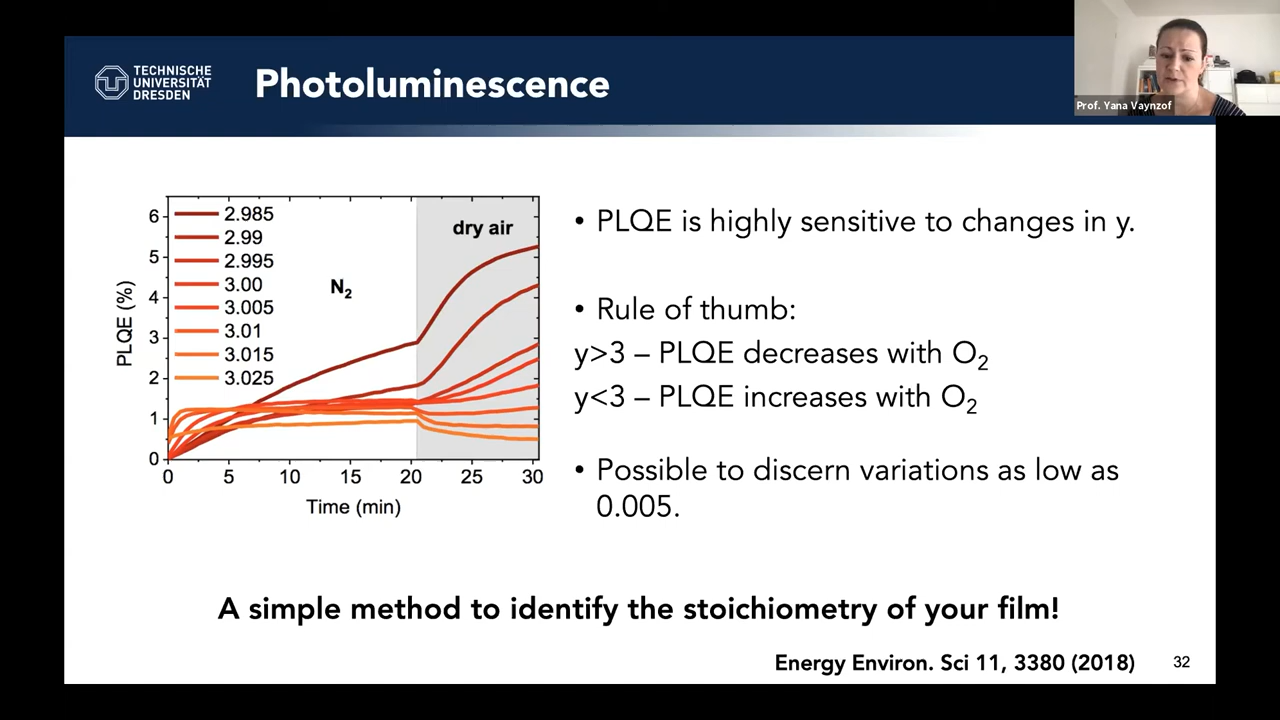 TECHNISCHE
UNIVERSITÄT
DRESDEN
Photoluminescence
Prof. Yana Vaynzof
6
5
4
3
2
1
0
PLQE (%)
2.985
2.99
2.995
3.00
3.005
3.01
3.015
3.025
N₂
dry air
0 5 10 15 20 25 30
Time (min)
• PLQE is highly sensitive to changes in y.
• Rule of thumb:
y>3 – PLQE decreases with O₂
y<3 – PLQE increases with O₂
• Possible to discern variations as low as
0.005.
A simple method to identify the stoichiometry of your film!
Energy Environ. Sci 11, 3380 (2018)
32